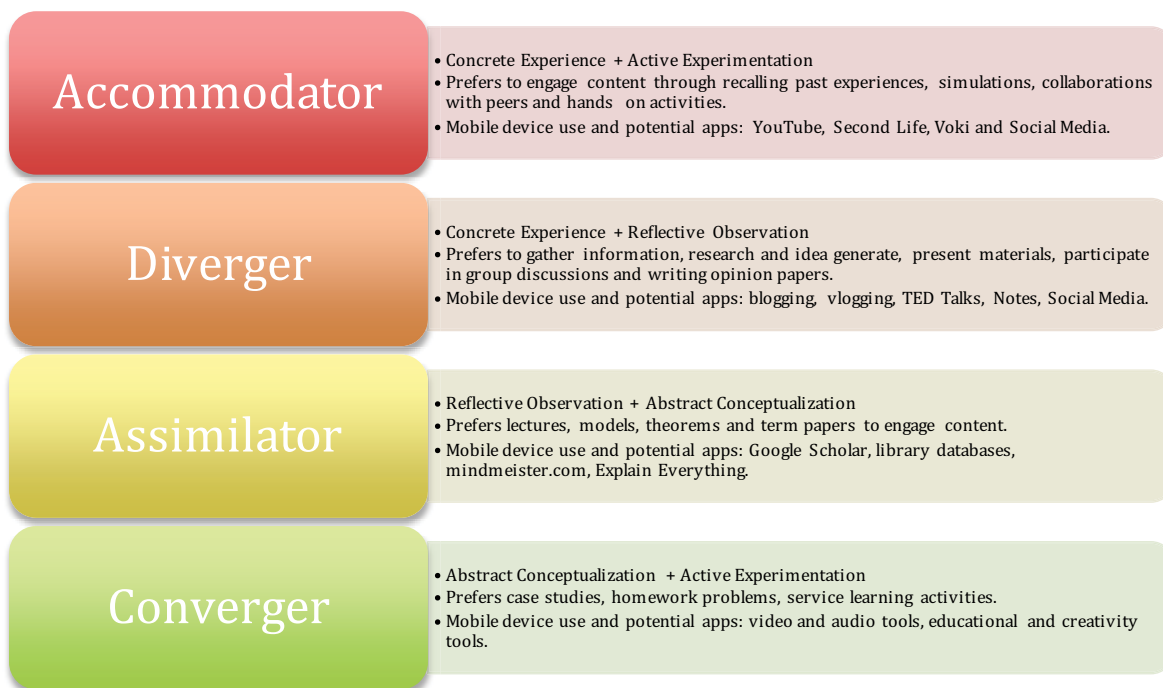 Accommodator
• Concrete Experience + Active Experimentation
• Prefers to engage content through recalling past experiences, simulations, collaborations
with peers and hands on activities.
• Mobile device use and potential apps: YouTube, Second Life, Voki and Social Media.
Diverger
• Concrete Experience + Reflective Observation
• Prefers to gather information, research and idea generate, present materials, participate
in group discussions and writing opinion papers.
• Mobile device use and potential apps: blogging, vlogging, TED Talks, Notes, Social Media.
Assimilator
• Reflective Observation + Abstract Conceptualization
• Prefers lectures, models, theorems and term papers to engage content.
• Mobile device use and potential apps: Google Scholar, library databases,
mindmeister.com, Explain Everything.
Converger
• Abstract Conceptualization + Active Experimentation
• Prefers case studies, homework problems, service learning activities.
• Mobile device use and potential apps: video and audio tools, educational and creativity
tools.